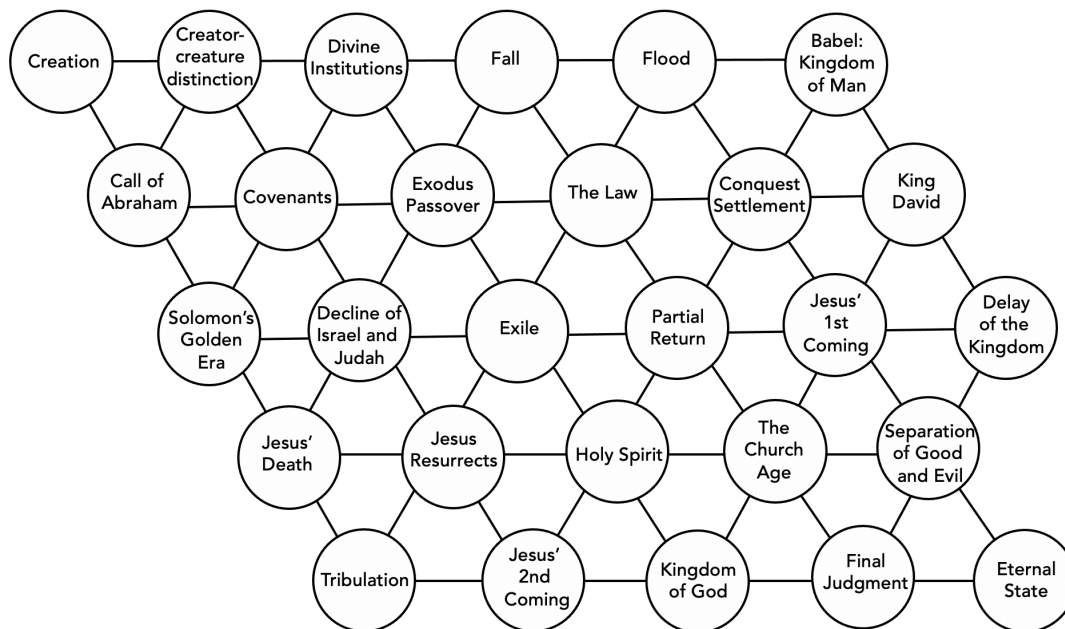 Creation
Creator-
creature
distinction
Divine
Institutions
Fall
Flood
Babel:
Kingdom
of Man
Call of
Abraham
Covenants
Exodus
Passover
The Law
Conquest
Settlement
King
David
Solomon's
Golden
Era
Decline of
Israel and
Judah
Exile
Partial
Return
Jesus'
1st
Coming
Delay
of the
Kingdom
Jesus'
Death
Jesus
Resurrects
Holy Spirit
The
Church
Age
Separation
of Good
and Evil
Tribulation
Jesus'
2nd
Coming
Kingdom
of God
Final
Judgment
Eternal
State